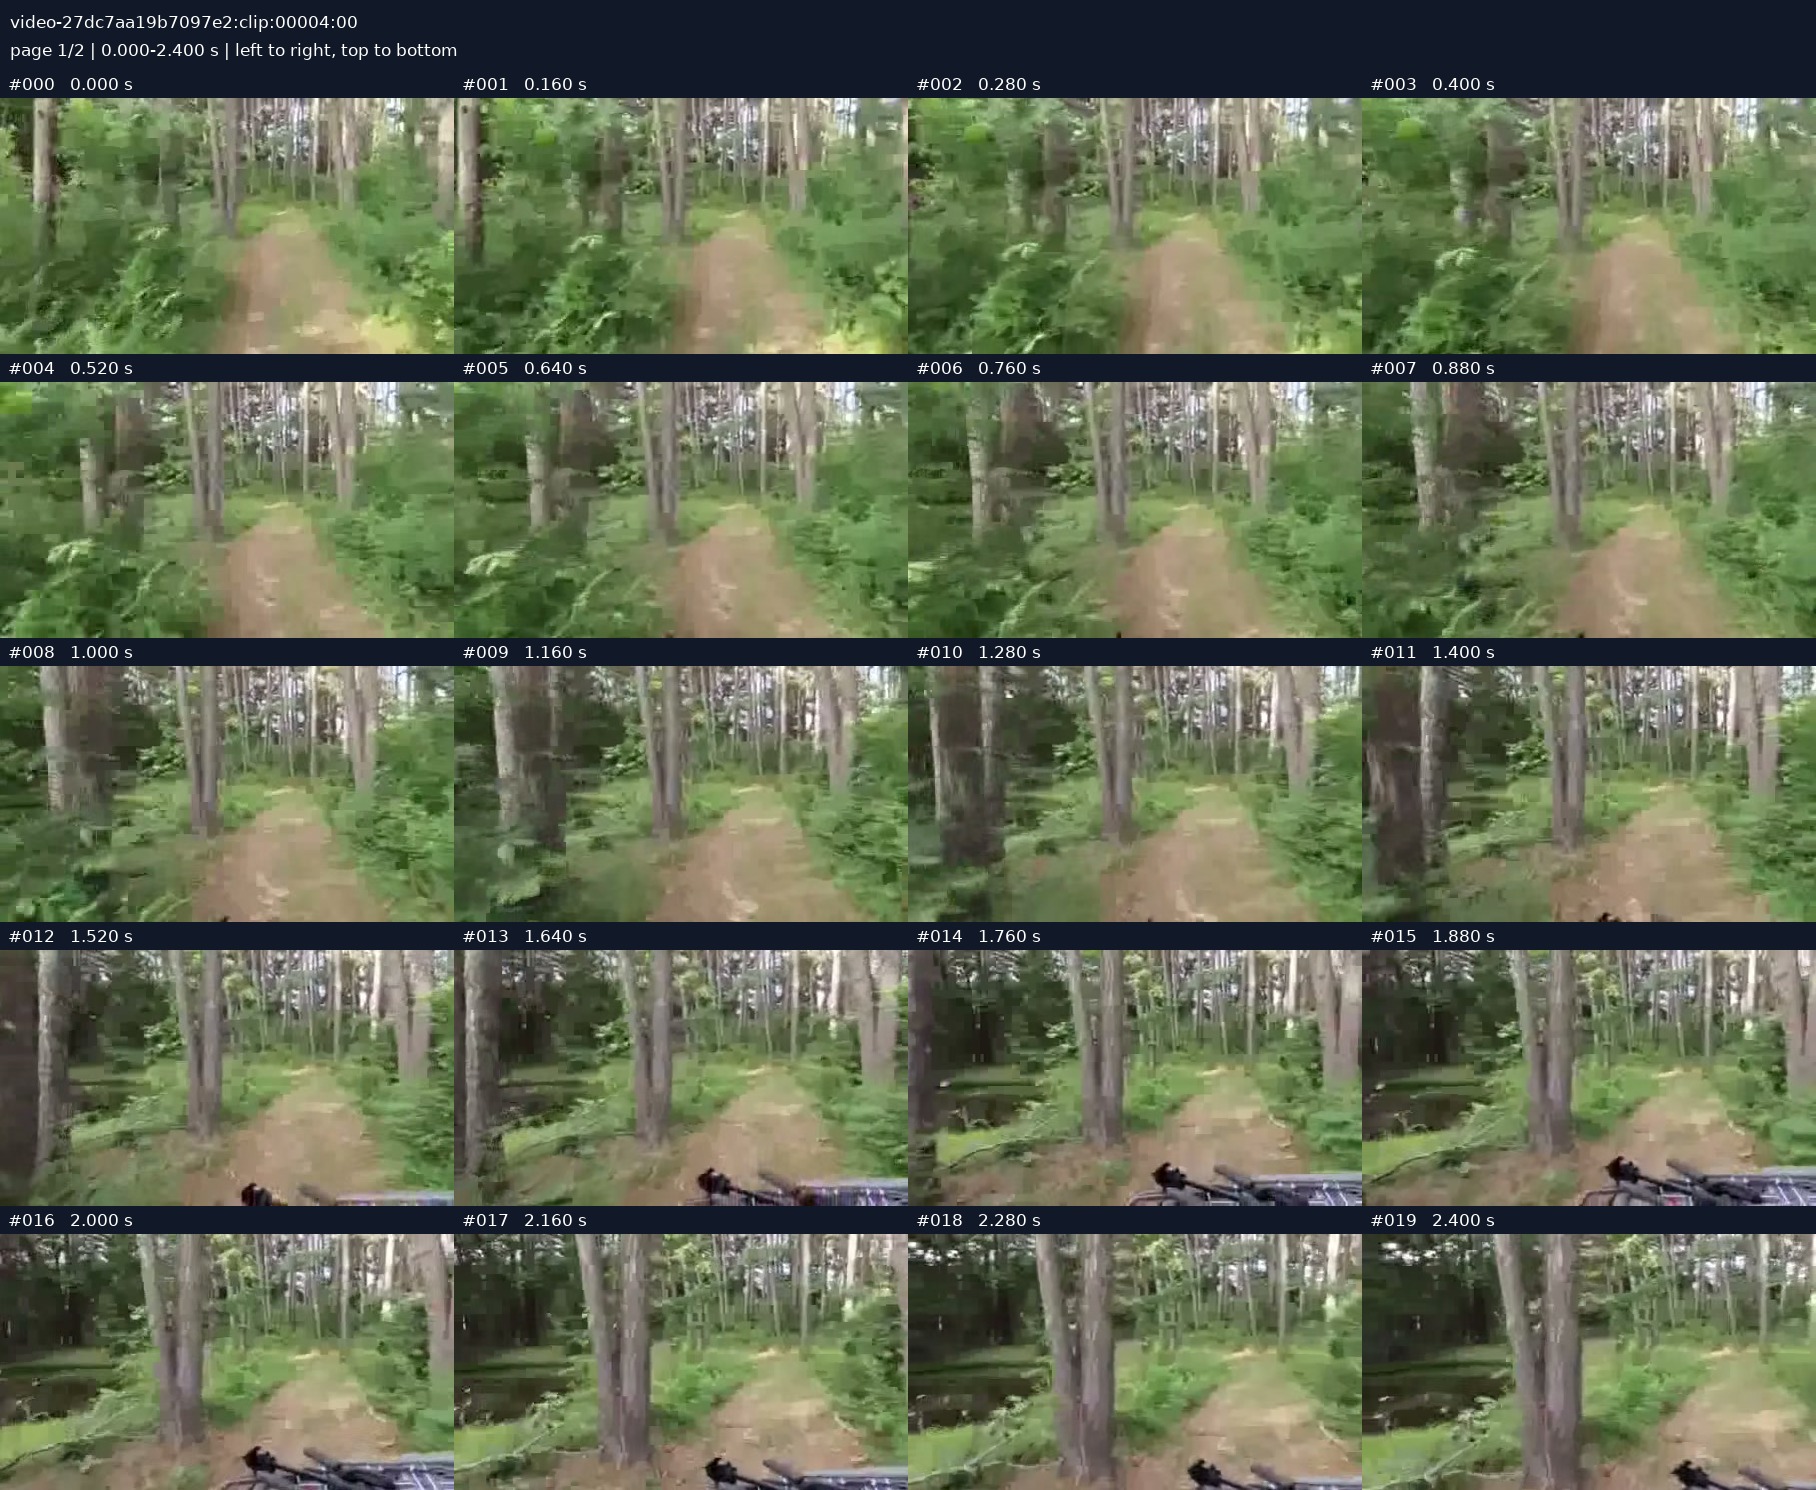 video-27dc7aa19b7097e2:clip:00004:00
page 1/2 | 0.000-2.400 s | left to right, top to bottom
#000 0.000 s
#001 0.160 s
#002 0.280 s
#003 0.400 s
#004 0.520 s
#005 0.640 s
#006 0.760 s
#007 0.880 s
#008 1.000 s
#009 1.160 s
#010 1.280 s
#011 1.400 s
#012 1.520 s
#013 1.640 s
#014 1.760 s
#015 1.880 s
#016 2.000 s
#017 2.160 s
#018 2.280 s
#019 2.400 s